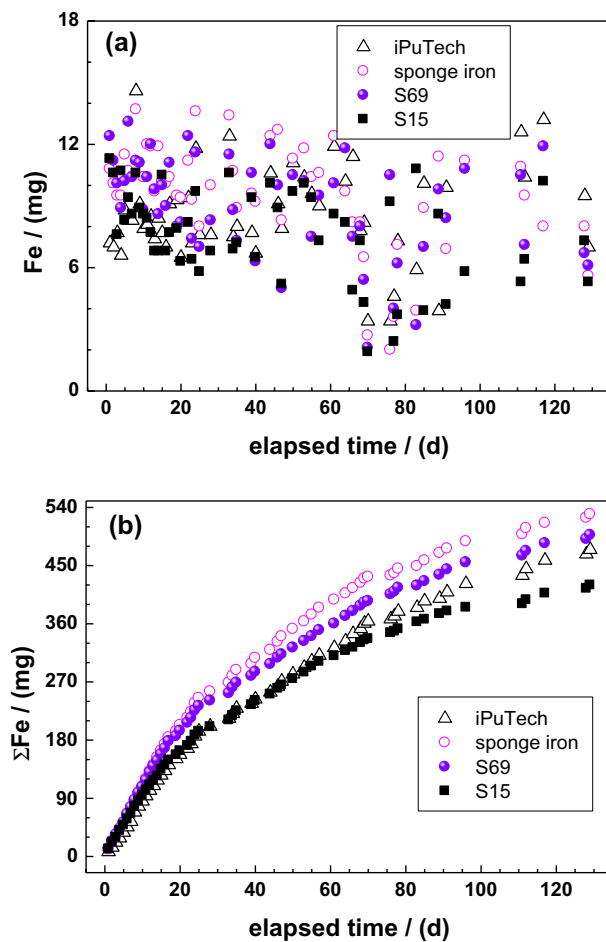 (a)
iPuTech
sponge iron
S69
S15
18
12
6
0
Fe / (mg)
0 20 40 60 80 100 120
elapsed time / (d)
(b)
540
450
360
270
180
90
0
ΣFe / (mg)
iPuTech
sponge iron
S69
S15
0 20 40 60 80 100 120
elapsed time / (d)